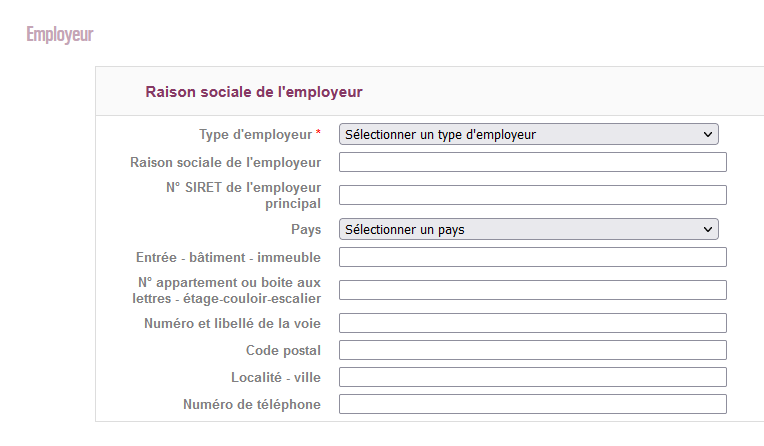 Employeur
Raison sociale de l'employeur
Type d'employeur * Sélectionner un type d'employeur
Raison sociale de l'employeur
N° SIRET de l'employeur
principal
Pays Sélectionner un pays
Entrée - bâtiment - immeuble
N° appartement ou boite aux
lettres - étage-couloir-escalier
Numéro et libellé de la voie
Code postal
Localité - ville
Numéro de téléphone